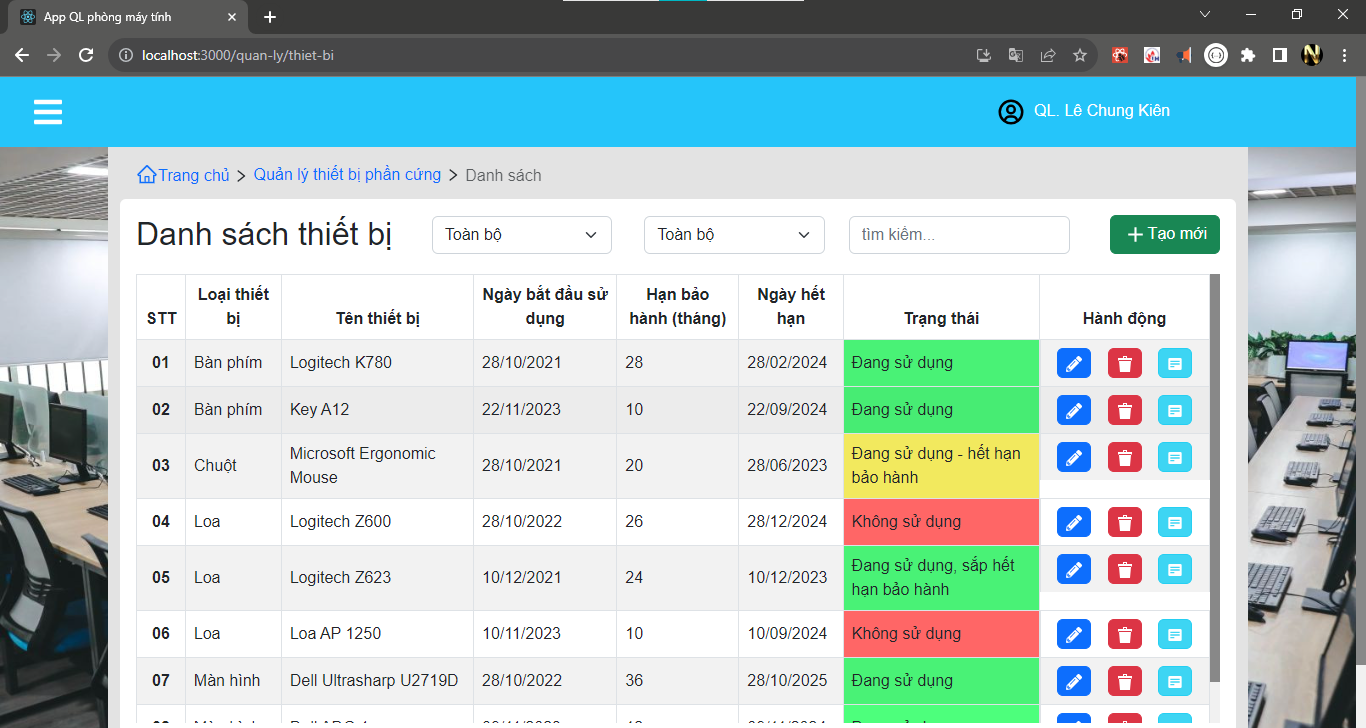 App QL phòng máy tính
localhost:3000/quan-ly/thiet-bi
QL. Lê Chung Kiên
Trang chủ > Quản lý thiết bị phần cứng > Danh sách
Danh sách thiết bị Toàn bộ Toàn bộ tìm kiếm... + Tạo mới
Loại thiết Ngày bắt đầu sử Hạn bảo Ngày hết
STT bị Tên thiết bị dụng hành (tháng) hạn Trạng thái Hành động
01 Bàn phím Logitech K780 28/10/2021 28 28/02/2024 Đang sử dụng
02 Bàn phím Key A12 22/11/2023 10 22/09/2024 Đang sử dụng
03 Chuột Microsoft Ergonomic 28/10/2021 20 28/06/2023 Đang sử dụng - hết hạn
Mouse bảo hành
04 Loa Logitech Z600 28/10/2022 26 28/12/2024 Không sử dụng
05 Loa Logitech Z623 10/12/2021 24 10/12/2023 Đang sử dụng, sắp hết
hạn bảo hành
06 Loa Loa AP 1250 10/11/2023 10 10/09/2024 Không sử dụng
07 Màn hình Dell Ultrasharp U2719D 28/10/2022 36 28/10/2025 Đang sử dụng